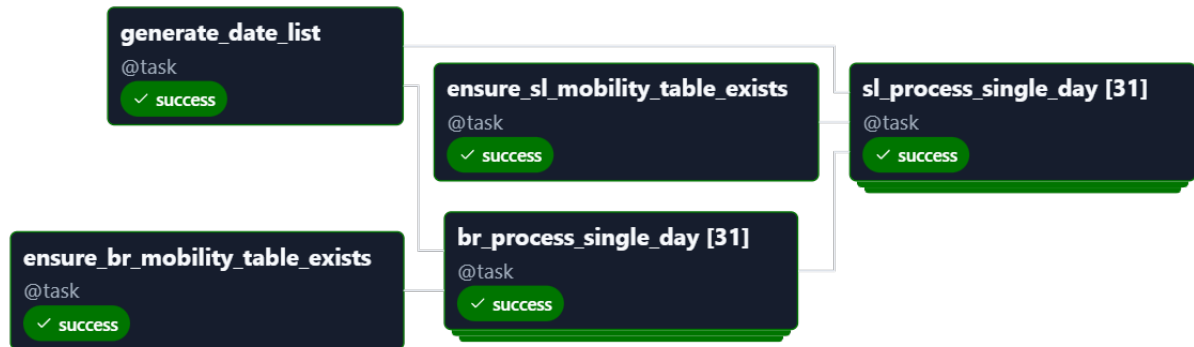 generate_date_list
@task
success
ensure_sl_mobility_table_exists
@task
success
sl_process_single_day [31]
@task
success
ensure_br_mobility_table_exists
@task
success
br_process_single_day [31]
@task
success